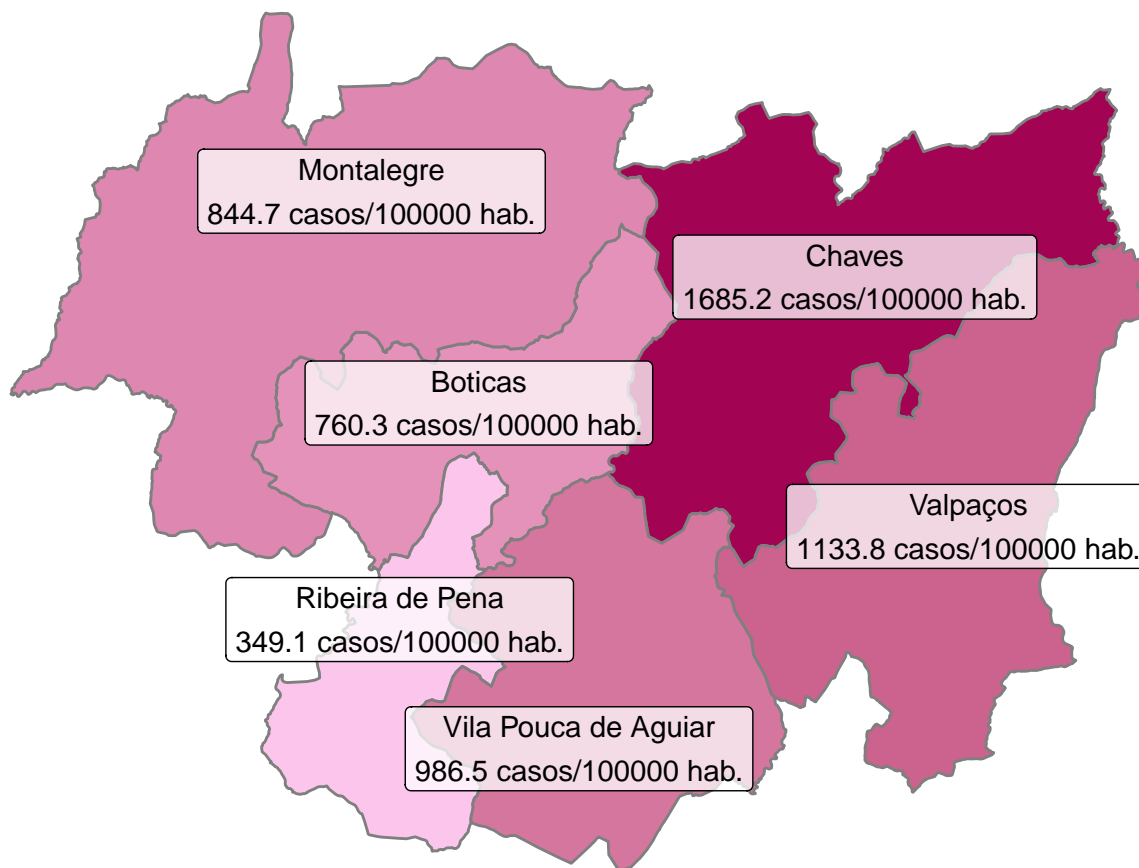 Montalegre
844.7 casos/100000 hab.
Chaves
1685.2 casos/100000 hab.
Boticas
760.3 casos/100000 hab.
Valpaços
1133.8 casos/100000 hab.
Ribeira de Pena
349.1 casos/100000 hab.
Vila Pouca de Aguiar
986.5 casos/100000 hab.